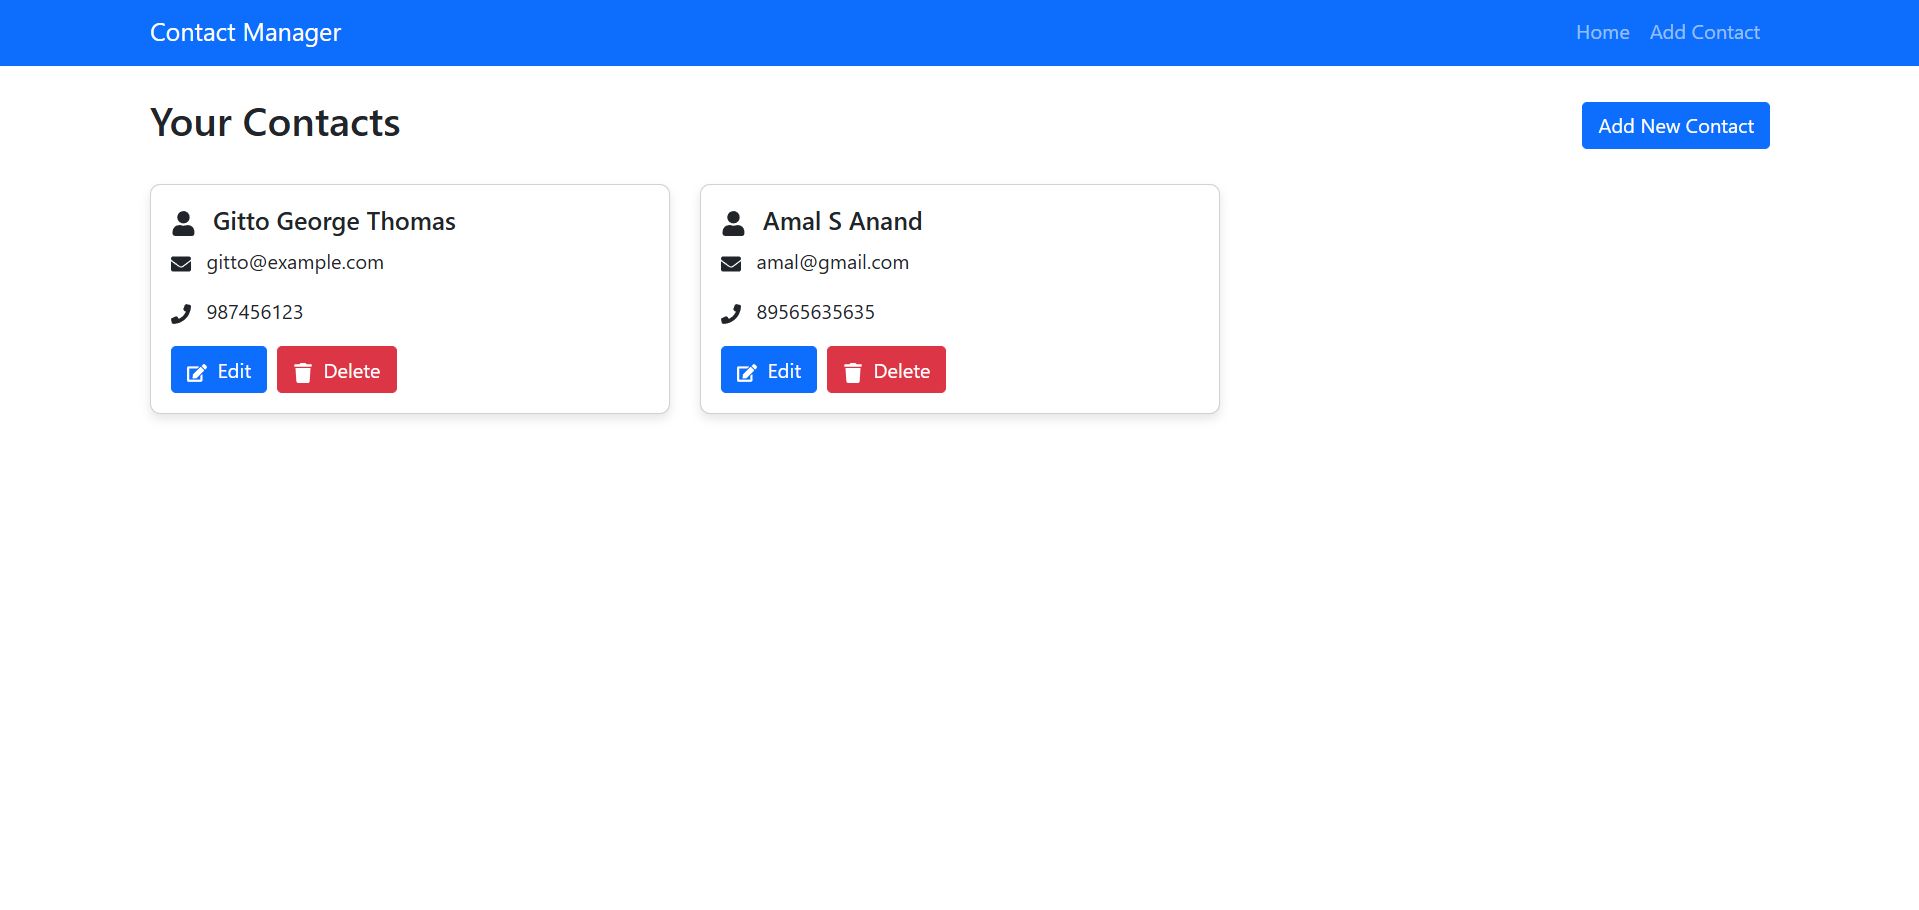 Contact Manager
Home Add Contact
Your Contacts
Add New Contact
Gitto George Thomas
gitto@example.com
987456123
Edit Delete
Amal S Anand
amal@gmail.com
89565635635
Edit Delete